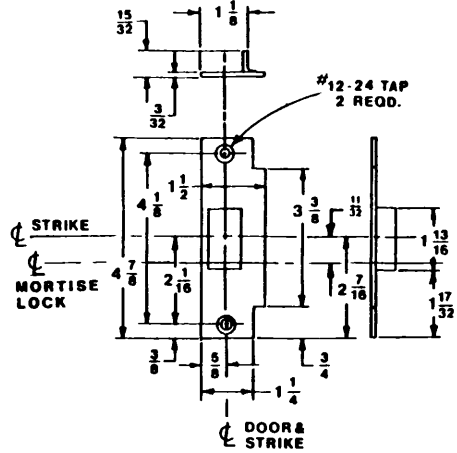 15/32
1 1/8
#12-24 TAP
2 REQD.
3/32
1 1/2
4 1/8
3 3/8
11/32
℄ STRIKE
1 13/16
℄
MORTISE
LOCK
4 7/8
2 1/16
2 7/16
1 17/32
3/8
5/8
3/4
1 1/4
℄ DOOR &
STRIKE